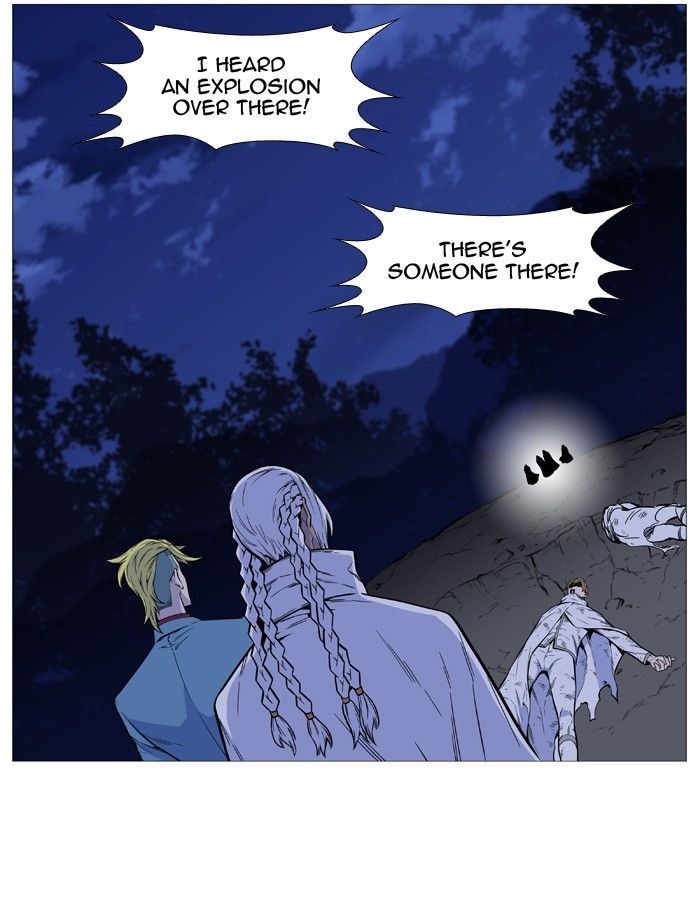 I HEARD
AN EXPLOSION
OVER THERE!
THERE'S
SOMEONE THERE!